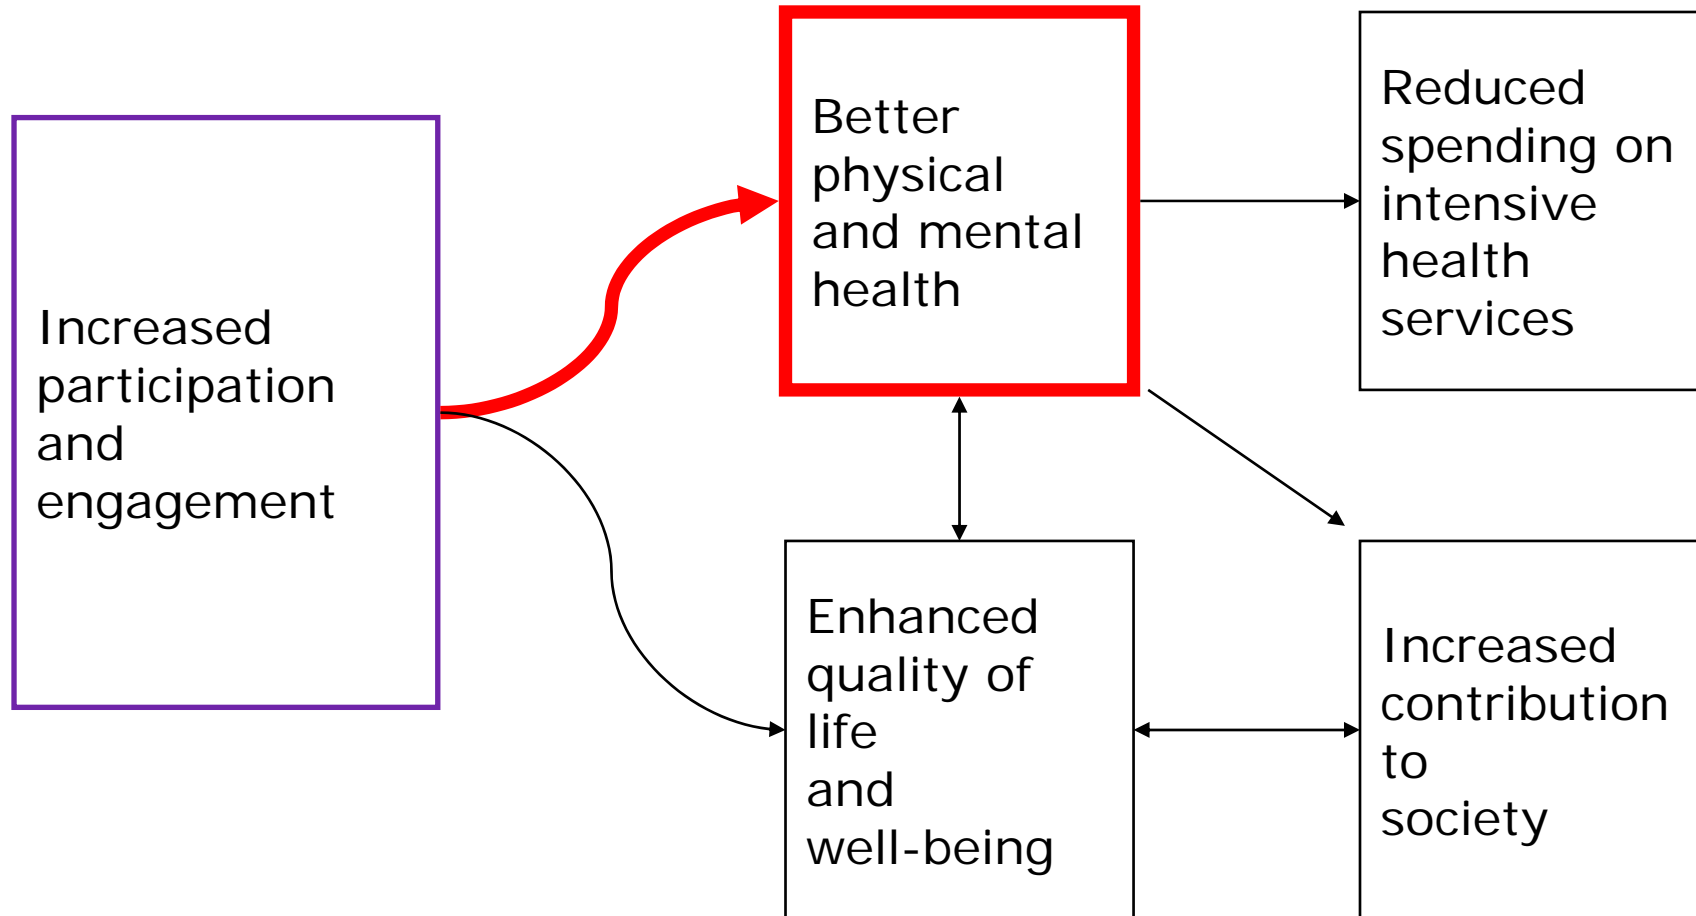 Increased
participation
and
engagement
Better
physical
and mental
health
Reduced
spending on
intensive
health
services
Enhanced
quality of
life
and
well-being
Increased
contribution
to
society